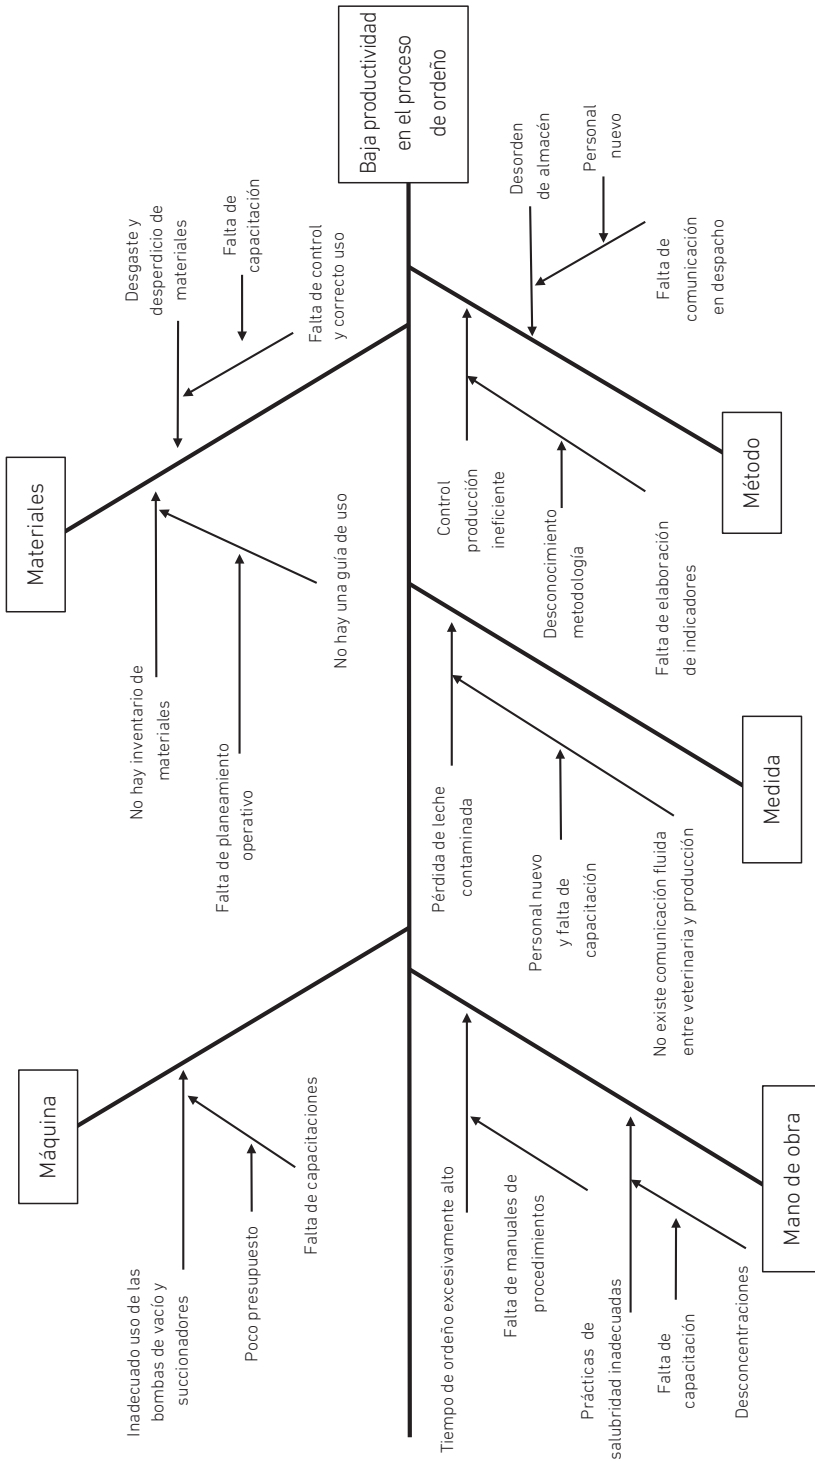 Máquina
Inadecuado uso de las
bombas de vacío y
succionadores
Poco presupuesto
Falta de capacitaciones
Materiales
No hay inventario de
materiales
Falta de planeamiento
operativo
No hay una guía de uso
Desgaste y
desperdicio de
materiales
Falta de
capacitación
Falta de control
y correcto uso
Baja productividad
en el proceso
de ordeño
Tiempo de ordeño excesivamente alto
Falta de manuales de
procedimientos
Prácticas de
salubridad inadecuadas
Falta de
capacitación
Desconcentraciones
Mano de obra
Pérdida de leche
contaminada
Personal nuevo
y falta de
capacitación
No existe comunicación fluida
entre veterinaria y producción
Medida
Control
producción
ineficiente
Desconocimiento
metodología
Falta de elaboración
de indicadores
Desorden
de almacén
Personal
nuevo
Falta de
comunicación
en despacho
Método